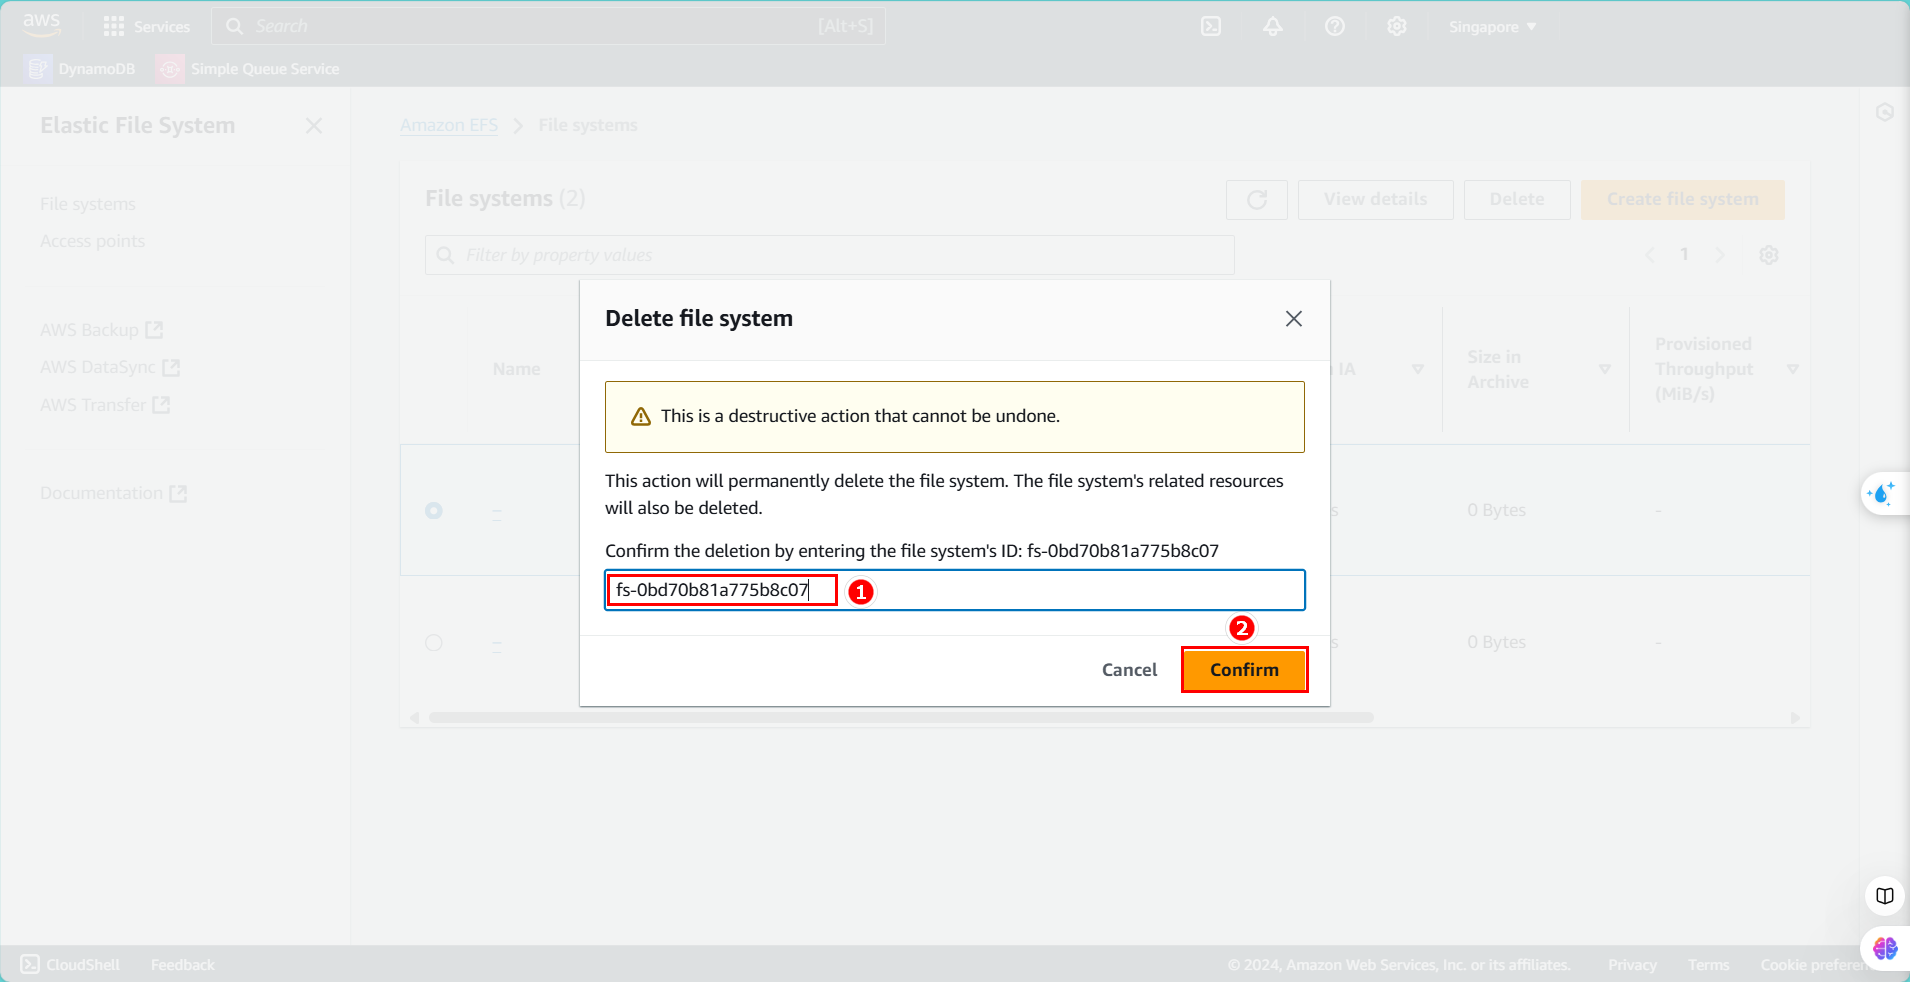 aws
Services
Search
[Alt+S]
Singapore
DynamoDB
Simple Queue Service
Elastic File System
Amazon EFS
File systems
File systems
Access points
AWS Backup
AWS DataSync
AWS Transfer
Documentation
File systems (2)
View details
Delete
Create file system
Filter by property values
1
Name
IA
Size in
Archive
Provisioned
Throughput
(MiB/s)
–
s
0 Bytes
-
–
s
0 Bytes
-
Delete file system
This is a destructive action that cannot be undone.
This action will permanently delete the file system. The file system's related resources
will also be deleted.
Confirm the deletion by entering the file system's ID: fs-0bd70b81a775b8c07
fs-0bd70b81a775b8c07
1
2
Cancel
Confirm
CloudShell
Feedback
© 2024, Amazon Web Services, Inc. or its affiliates.
Privacy
Terms
Cookie preferen